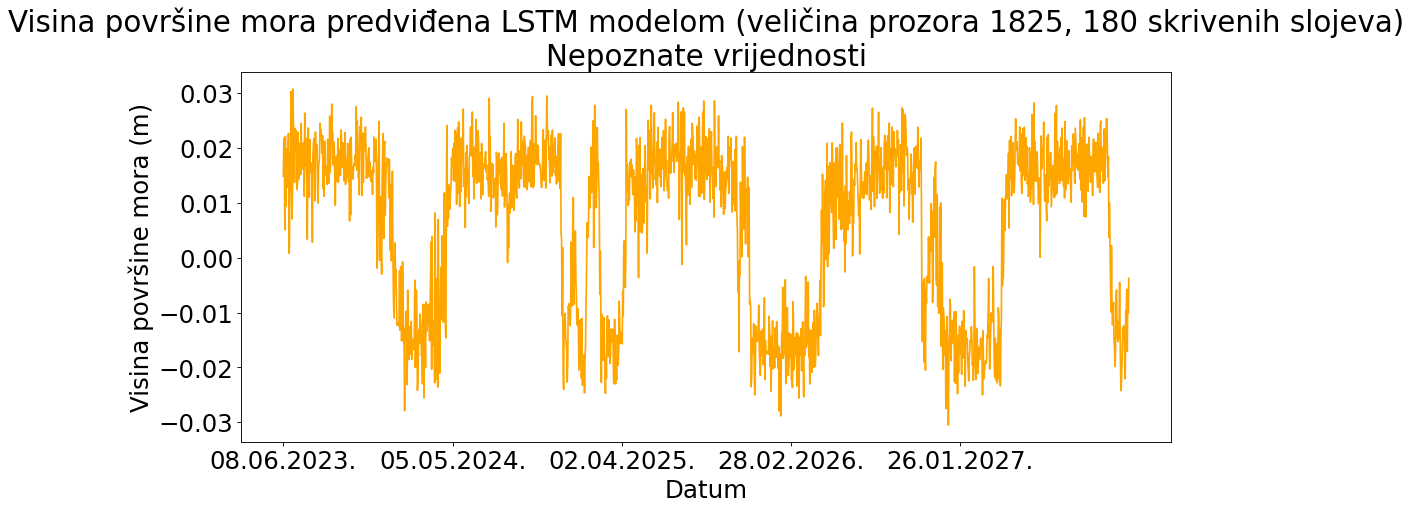 Visina površine mora predviđena LSTM modelom (veličina prozora 1825, 180 skrivenih slojeva)
Nepoznate vrijednosti
Visina površine mora (m)
0.03
0.02
0.01
0.00
−0.01
−0.02
−0.03
08.06.2023. 05.05.2024. 02.04.2025. 28.02.2026. 26.01.2027.
Datum